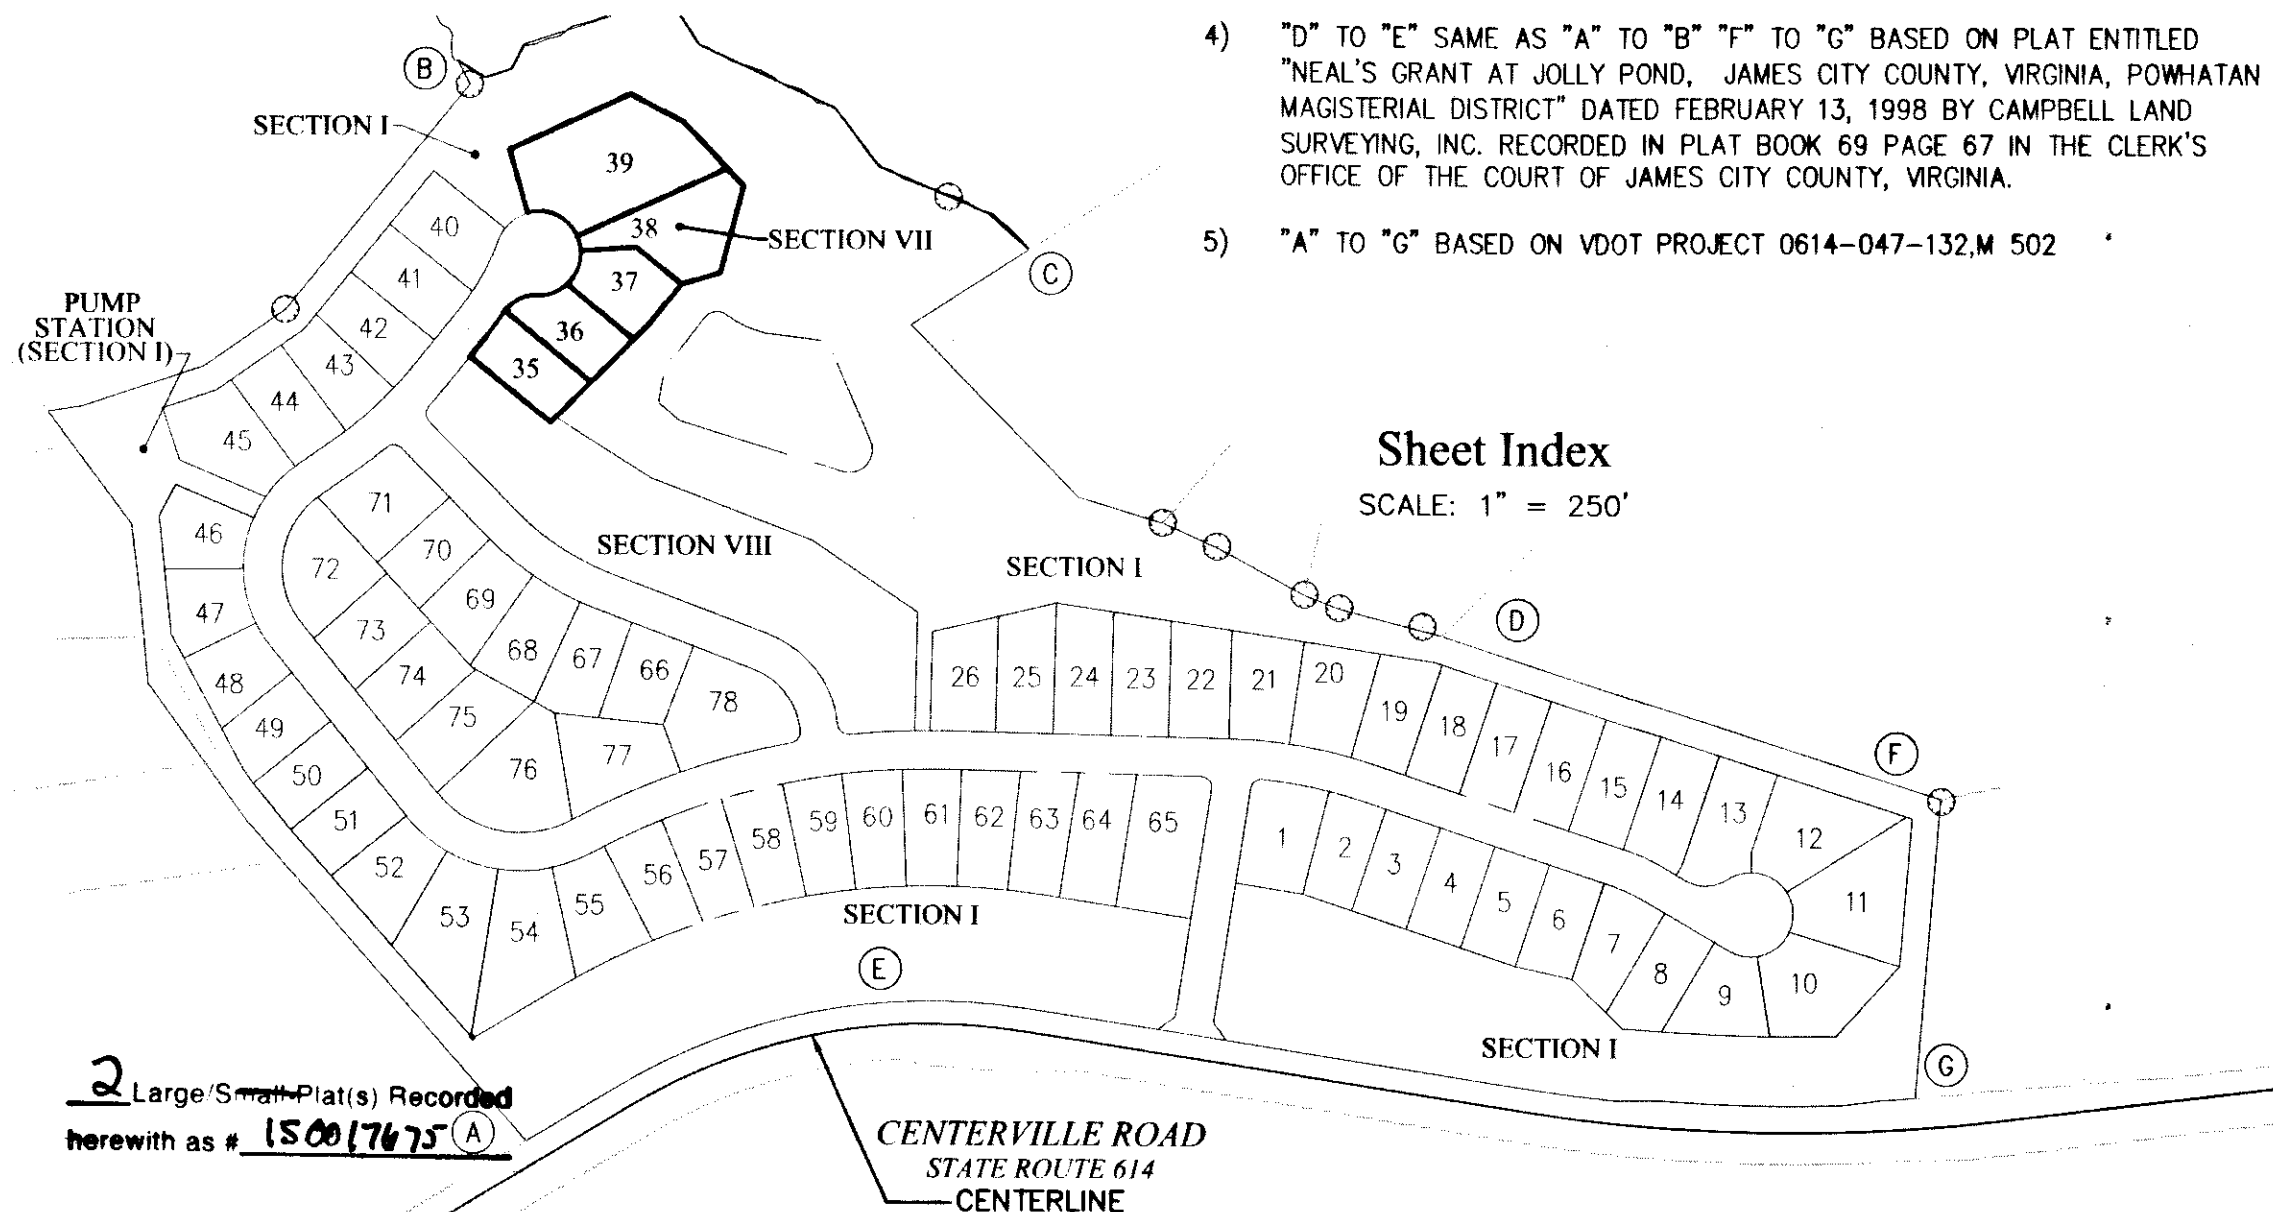 4) "D" TO "E" SAME AS "A" TO "B" "F" TO "G" BASED ON PLAT ENTITLED
"NEAL'S GRANT AT JOLLY POND, JAMES CITY COUNTY, VIRGINIA, POWHATAN
MAGISTERIAL DISTRICT" DATED FEBRUARY 13, 1998 BY CAMPBELL LAND
SURVEYING, INC. RECORDED IN PLAT BOOK 69 PAGE 67 IN THE CLERK'S
OFFICE OF THE COURT OF JAMES CITY COUNTY, VIRGINIA.
5) "A" TO "G" BASED ON VDOT PROJECT 0614-047-132,M 502
B
SECTION I
39
38
SECTION VII
37
36
35
C
40
41
42
43
44
45
PUMP
STATION
(SECTION I)
Sheet Index
SCALE: 1" = 250'
46
47
48
49
50
51
52
53
54
55
56
57
58
59
60
61
62
63
64
65
71
70
72
69
73
68
67
66
74
78
75
76
77
SECTION VIII
SECTION I
D
26
25
24
23
22
21
20
19
18
17
16
15
14
13
12
11
10
F
1
2
3
4
5
6
7
8
9
SECTION I
E
SECTION I
G
2 Large/Small Plat(s) Recorded
herewith as # 150017675
A
CENTERVILLE ROAD
STATE ROUTE 614
CENTERLINE